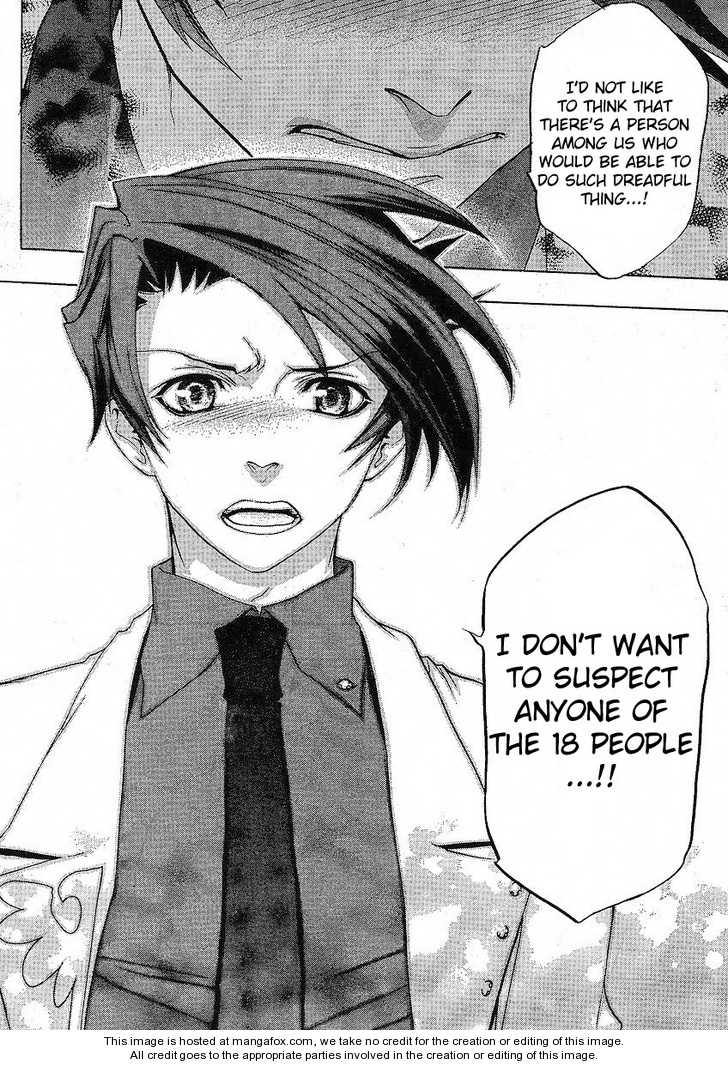 I'D NOT LIKE
TO THINK THAT
THERE'S A PERSON
AMONG US WHO
WOULD BE ABLE TO
DO SUCH DREADFUL
THING...!
I DON'T WANT
TO SUSPECT
ANYONE OF
THE 18 PEOPLE
...!!
This image is hosted at mangafox.com, we take no credit for the creation or editing of this image.
All credit goes to the appropriate parties involved in the creation or editing of this image.